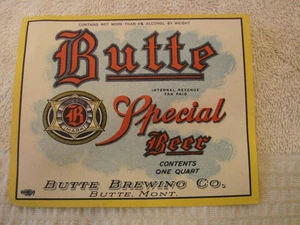 CONTAINS NOT MORE THAN 4% ALCOHOL BY WEIGHT
Butte
INTERNAL REVENUE
TAX PAID
B
Special
Beer
CONTENTS
ONE QUART
BUTTE BREWING CO.
BUTTE, MONT.